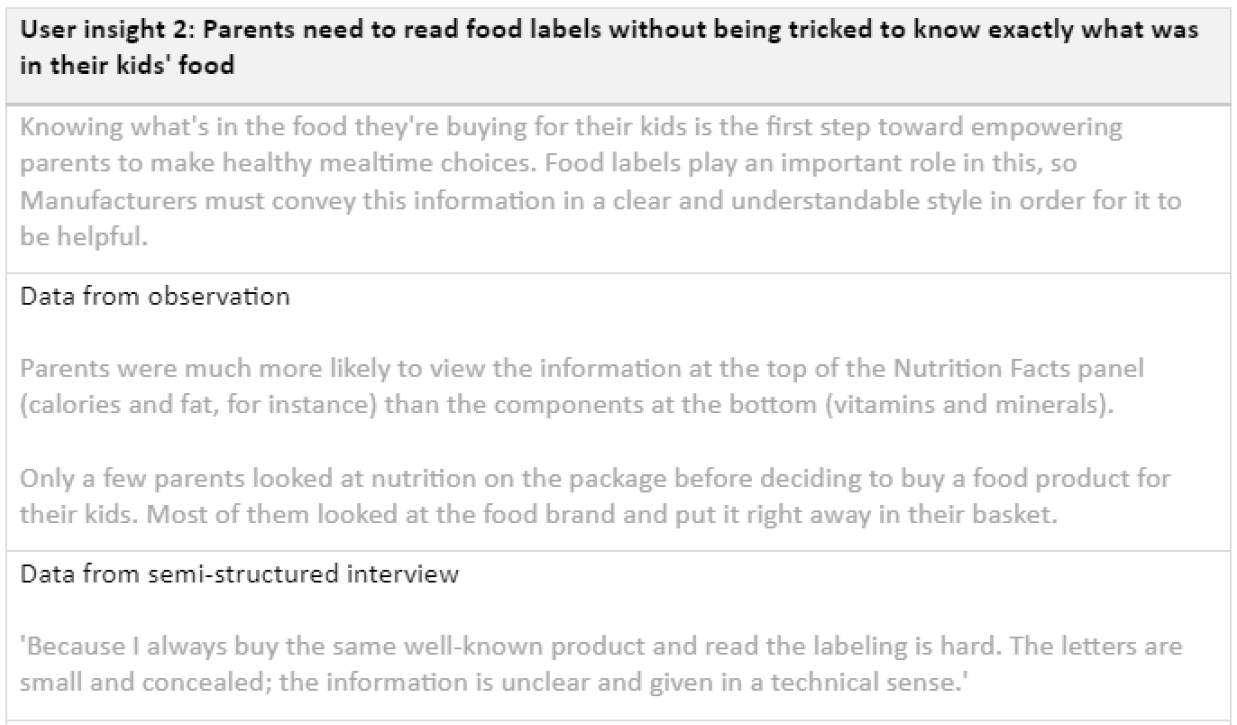 User insight 2: Parents need to read food labels without being tricked to know exactly what was
in their kids' food
Knowing what's in the food they're buying for their kids is the first step toward empowering
parents to make healthy mealtime choices. Food labels play an important role in this, so
Manufacturers must convey this information in a clear and understandable style in order for it to
be helpful.
Data from observation
Parents were much more likely to view the information at the top of the Nutrition Facts panel
(calories and fat, for instance) than the components at the bottom (vitamins and minerals).
Only a few parents looked at nutrition on the package before deciding to buy a food product for
their kids. Most of them looked at the food brand and put it right away in their basket.
Data from semi-structured interview
'Because I always buy the same well-known product and read the labeling is hard. The letters are
small and concealed; the information is unclear and given in a technical sense.'